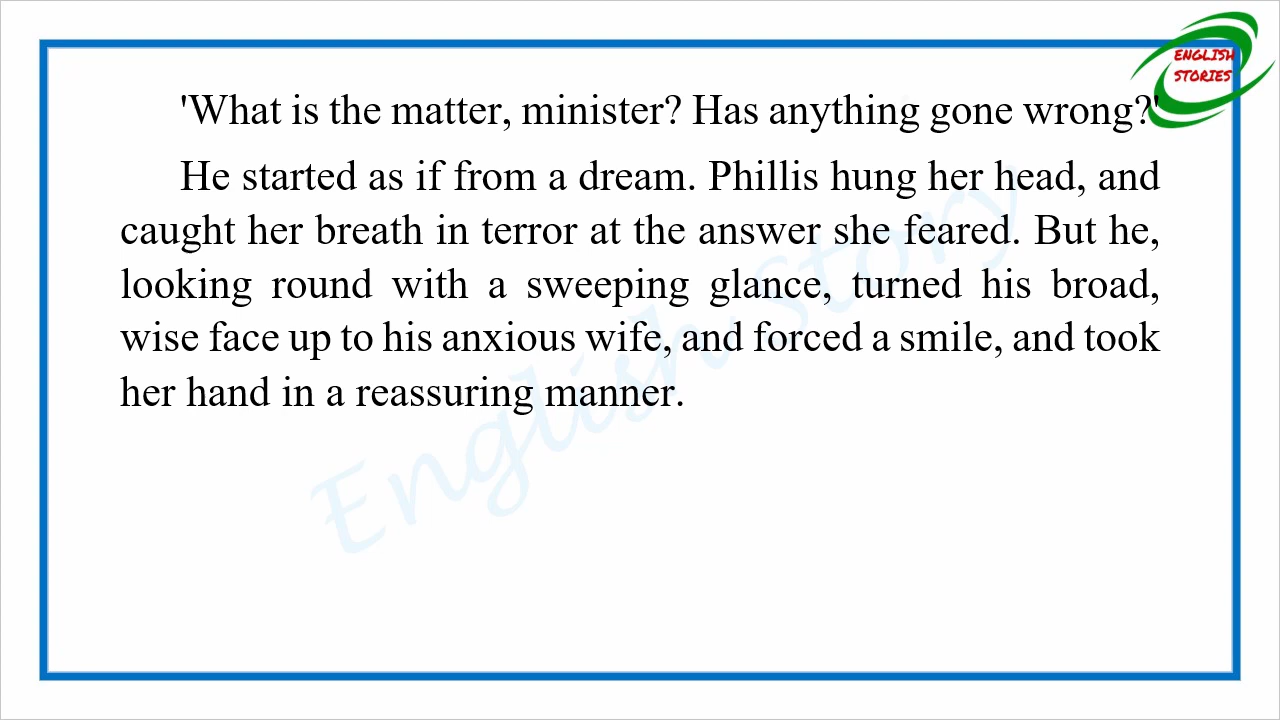 ENGLISH
STORIES
'What is the matter, minister? Has anything gone wrong?'
He started as if from a dream. Phillis hung her head, and
caught her breath in terror at the answer she feared. But he,
looking round with a sweeping glance, turned his broad,
wise face up to his anxious wife, and forced a smile, and took
her hand in a reassuring manner.
English Story